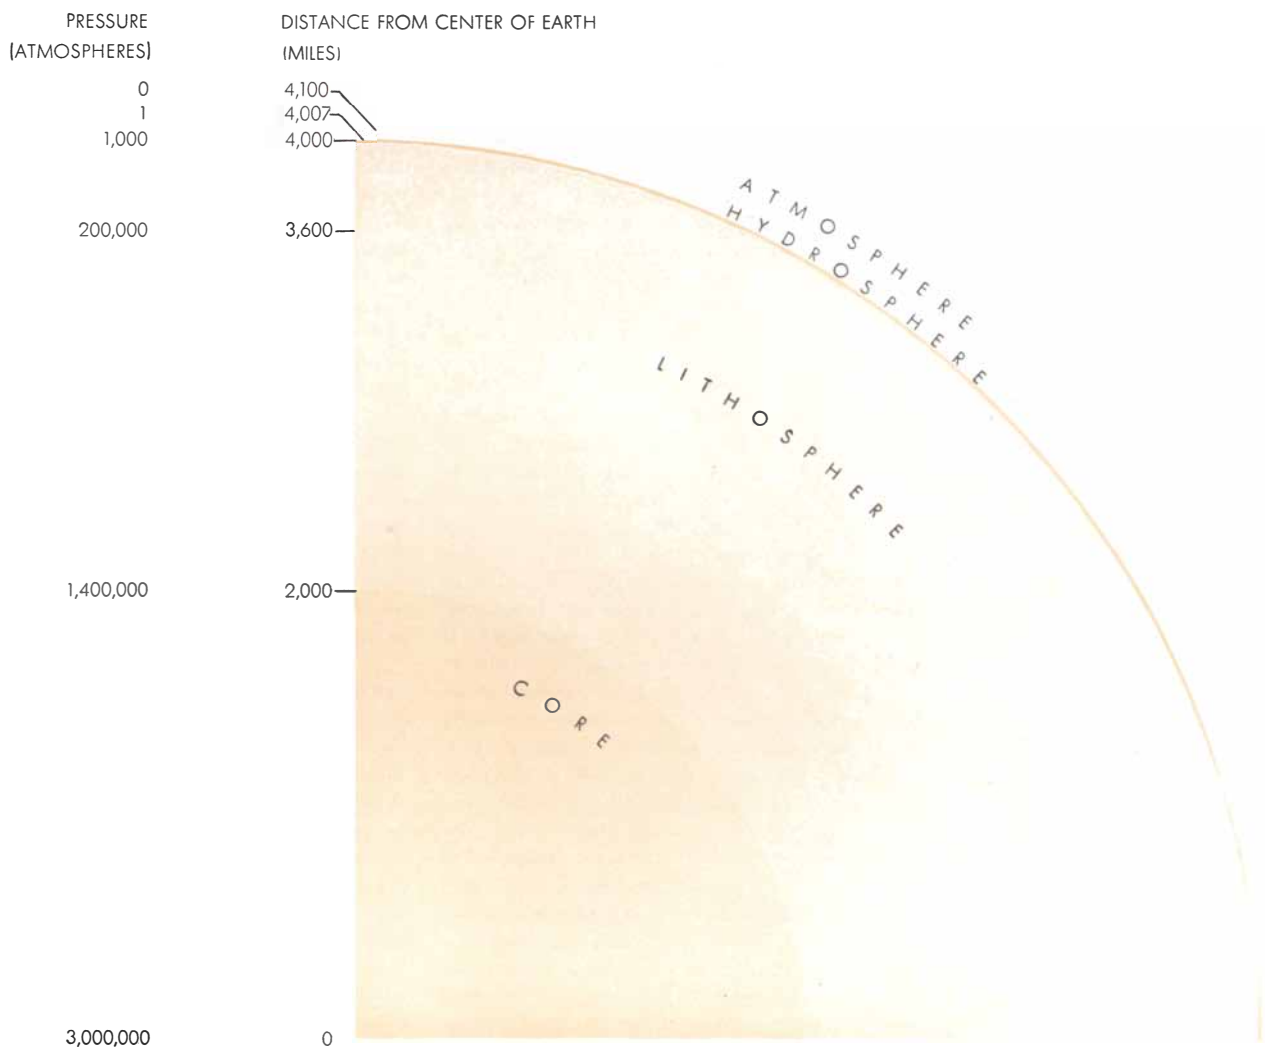 PRESSURE
(ATMOSPHERES)
DISTANCE FROM CENTER OF EARTH
(MILES)
0 4,100
1 4,007
1,000 4,000
200,000 3,600
1,400,000 2,000
3,000,000 0
ATMOSPHERE
HYDROSPHERE
LITHOSPHERE
CORE